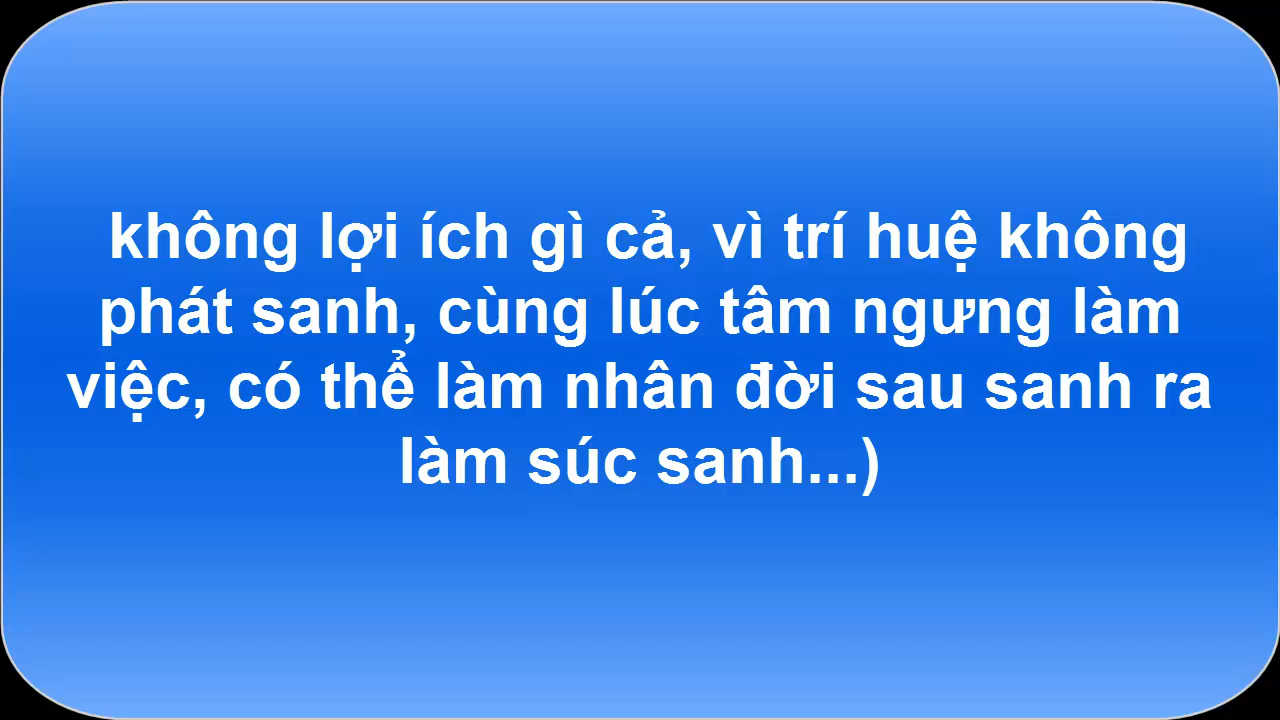 không lợi ích gì cả, vì trí huệ không
phát sanh, cùng lúc tâm ngưng làm
việc, có thể làm nhân đời sau sanh ra
làm súc sanh...)